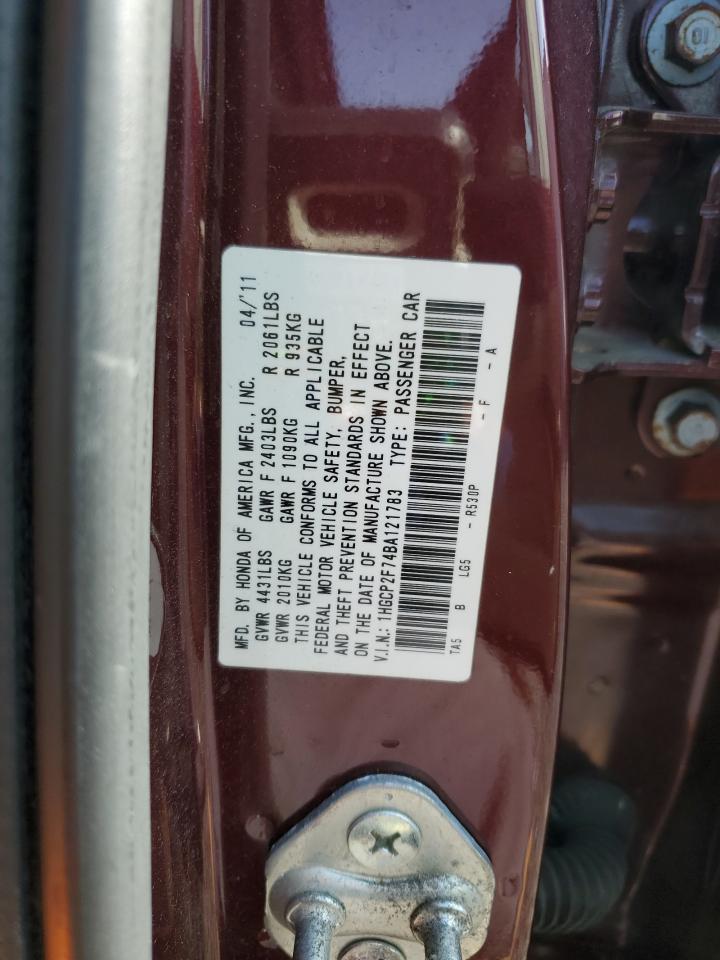 MFD. BY HONDA OF AMERICA MFG., INC. 04/'11
GVWR 4431LBS GAWR F 2403LBS R 2061LBS
GVWR 2010KG GAWR F 1090KG R 935KG
THIS VEHICLE CONFORMS TO ALL APPLICABLE
FEDERAL MOTOR VEHICLE SAFETY, BUMPER,
AND THEFT PREVENTION STANDARDS IN EFFECT
ON THE DATE OF MANUFACTURE SHOWN ABOVE.
V.I.N.: 1HGCP2F74BA121783 TYPE: PASSENGER CAR
TA5 B LG5 - R530P - F - A